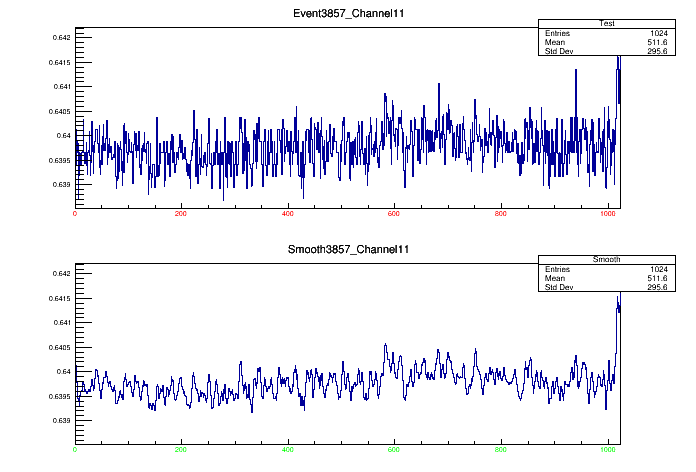 Event3857_Channel11
Test
Entries 1024
Mean 511.6
Std Dev 295.6
0.642
0.6415
0.641
0.6405
0.64
0.6395
0.639
0 200 400 600 800 1000
Smooth3857_Channel11
Smooth
Entries 1024
Mean 511.6
Std Dev 295.6
0.642
0.6415
0.641
0.6405
0.64
0.6395
0.639
0 200 400 600 800 1000